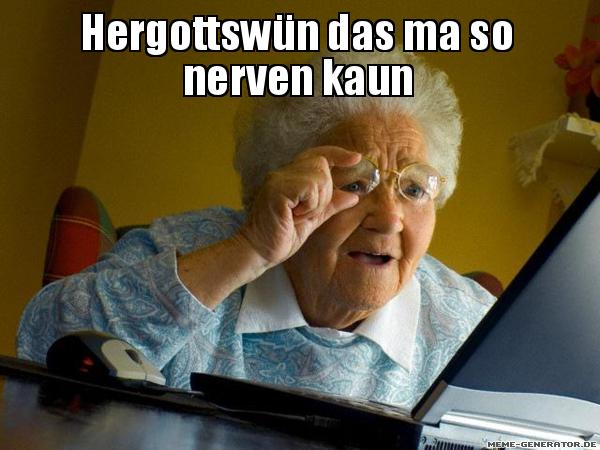 Hergottswün das ma so
nerven kaun
MEME-GENERATOR.DE